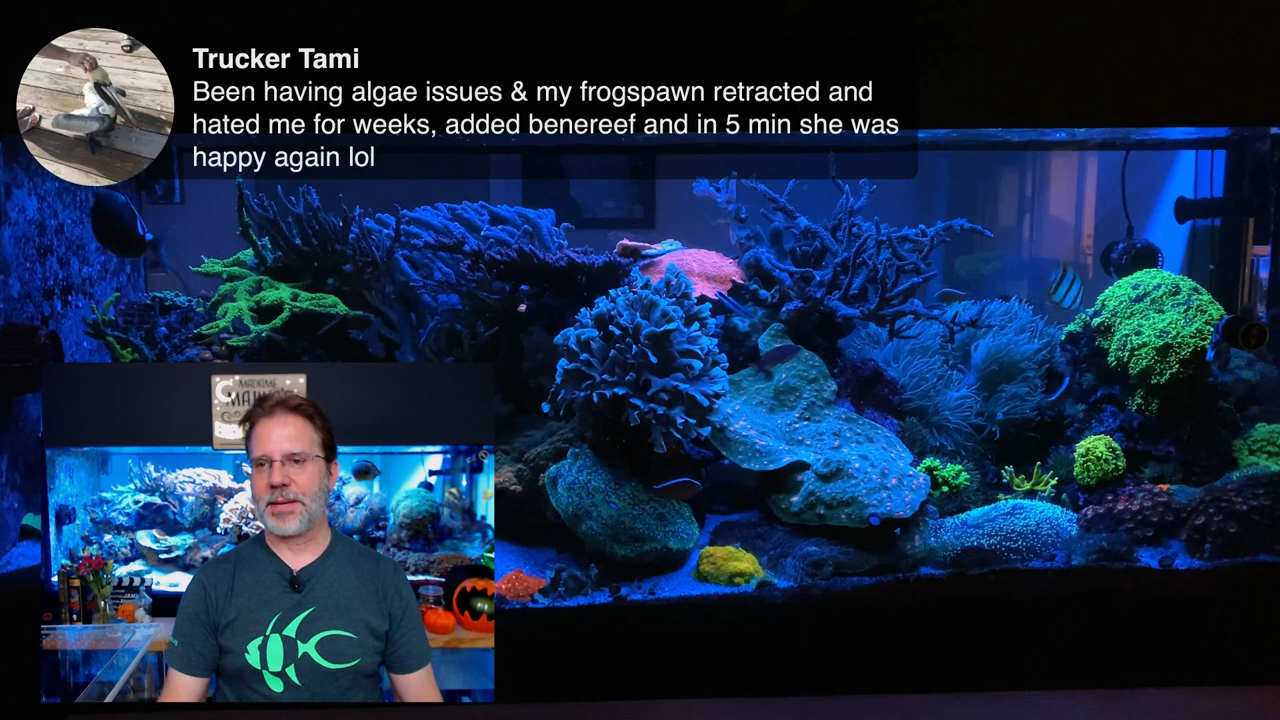 Trucker Tami
Been having algae issues & my frogspawn retracted and
hated me for weeks, added benereef and in 5 min she was
happy again lol
MADAME